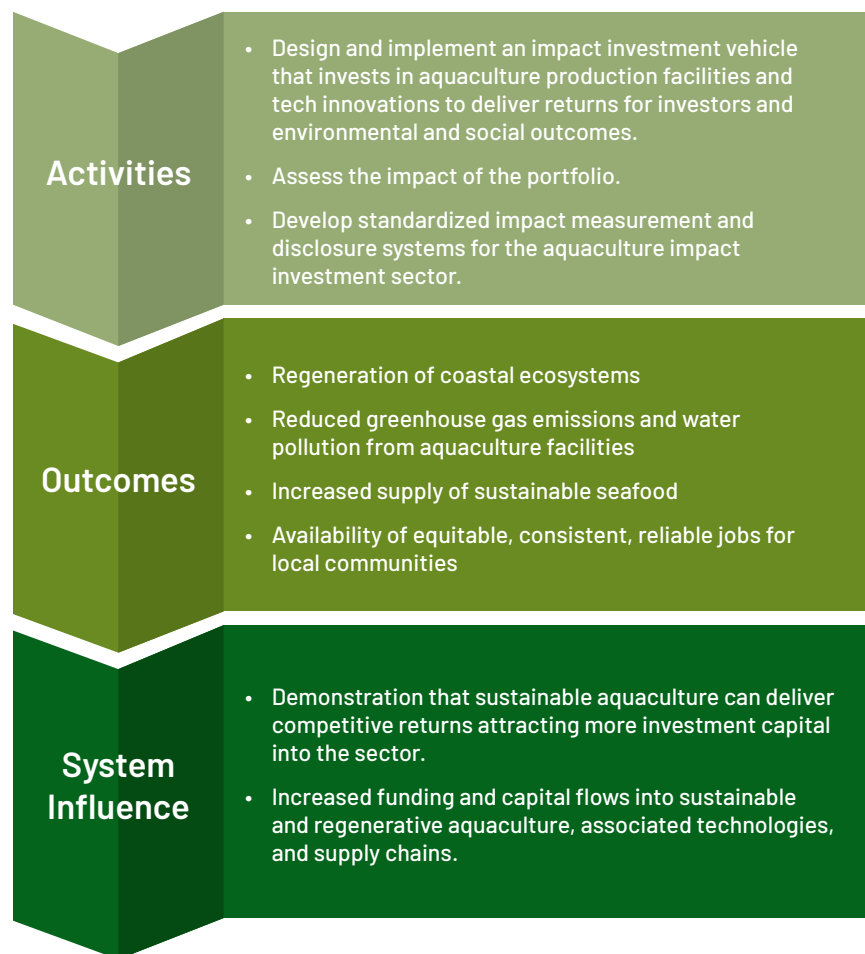 Activities
• Design and implement an impact investment vehicle
that invests in aquaculture production facilities and
tech innovations to deliver returns for investors and
environmental and social outcomes.
• Assess the impact of the portfolio.
• Develop standardized impact measurement and
disclosure systems for the aquaculture impact
investment sector.
Outcomes
• Regeneration of coastal ecosystems
• Reduced greenhouse gas emissions and water
pollution from aquaculture facilities
• Increased supply of sustainable seafood
• Availability of equitable, consistent, reliable jobs for
local communities
System
Influence
• Demonstration that sustainable aquaculture can deliver
competitive returns attracting more investment capital
into the sector.
• Increased funding and capital flows into sustainable
and regenerative aquaculture, associated technologies,
and supply chains.